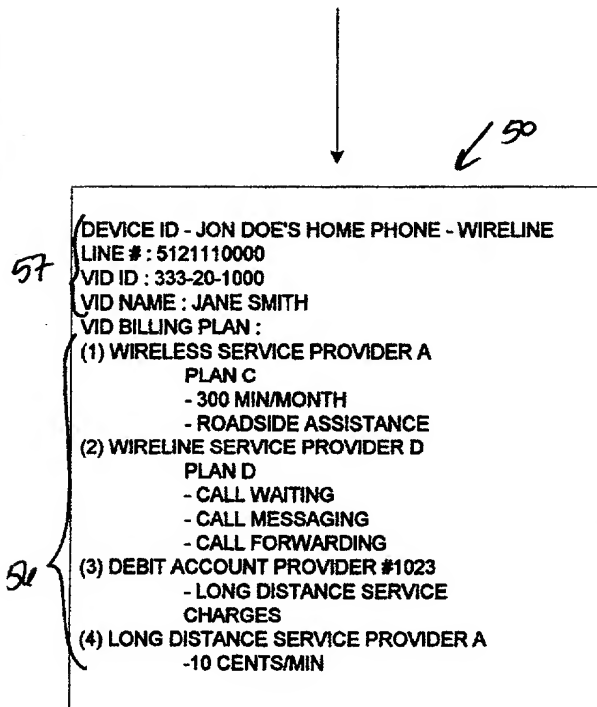 50
DEVICE ID - JON DOE'S HOME PHONE - WIRELINE
LINE # : 5121110000
57
VID ID : 333-20-1000
VID NAME : JANE SMITH
VID BILLING PLAN :
(1) WIRELESS SERVICE PROVIDER A
PLAN C
- 300 MIN/MONTH
- ROADSIDE ASSISTANCE
(2) WIRELINE SERVICE PROVIDER D
PLAN D
- CALL WAITING
- CALL MESSAGING
- CALL FORWARDING
56
(3) DEBIT ACCOUNT PROVIDER #1023
- LONG DISTANCE SERVICE
CHARGES
(4) LONG DISTANCE SERVICE PROVIDER A
-10 CENTS/MIN